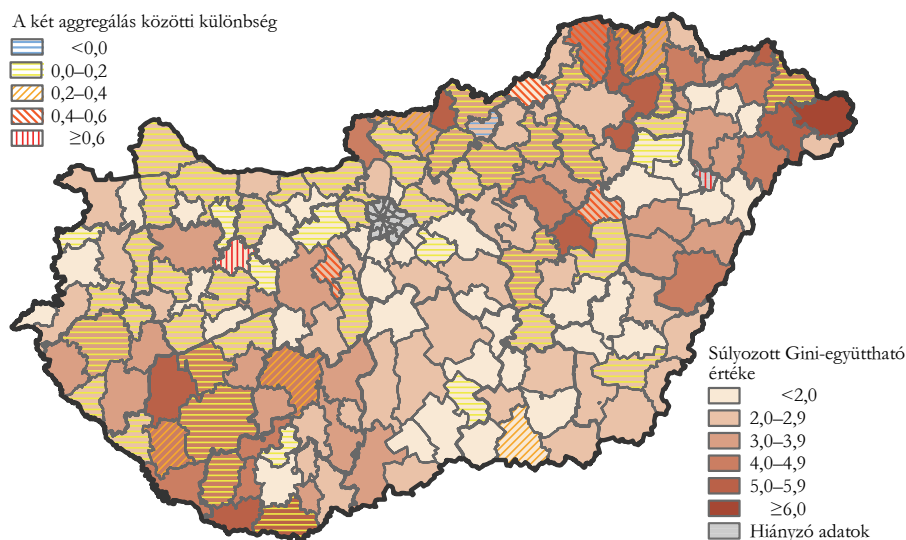 A két aggregálás közötti különbség
<0,0
0,0–0,2
0,2–0,4
0,4–0,6
≥0,6
Súlyozott Gini-együttható
értéke
<2,0
2,0–2,9
3,0–3,9
4,0–4,9
5,0–5,9
≥6,0
Hiányzó adatok